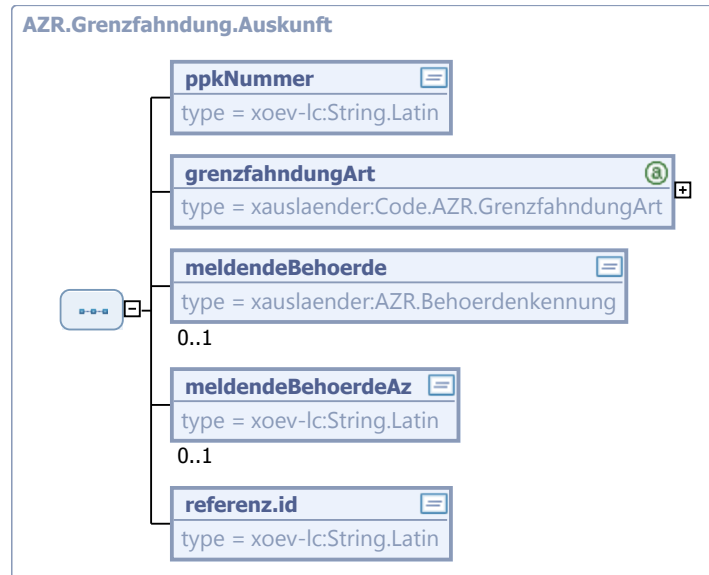 AZR.Grenzfahndung.Auskunft
ppkNummer
type = xoev-lc:String.Latin
grenzfahndungArt
type = xauslaender:Code.AZR.GrenzfahndungArt
meldendeBehoerde
type = xauslaender:AZR.Behoerdenkennung
0..1
meldendeBehoerdeAz
type = xoev-lc:String.Latin
0..1
referenz.id
type = xoev-lc:String.Latin